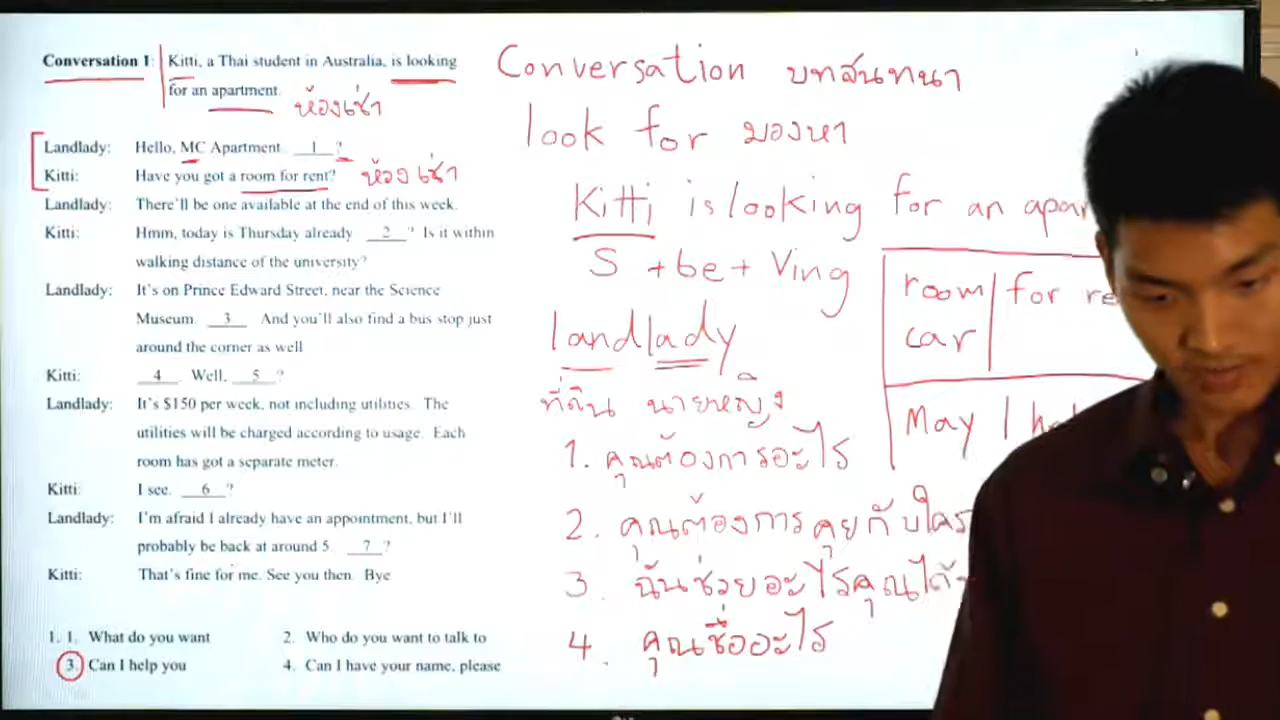 Conversation 1: Kitti, a Thai student in Australia, is looking
for an apartment.
ห้องเช่า
Landlady: Hello, MC Apartment. 1 ?
Kitti: Have you got a room for rent? ห้องเช่า
Landlady: There'll be one available at the end of this week.
Kitti: Hmm, today is Thursday already. 2 ? Is it within
walking distance of the university?
Landlady: It's on Prince Edward Street, near the Science
Museum. 3 And you'll also find a bus stop just
around the corner as well
Kitti: 4 Well, 5 ?
Landlady: It's $150 per week, not including utilities. The
utilities will be charged according to usage. Each
room has got a separate meter.
Kitti: I see. 6 ?
Landlady: I'm afraid I already have an appointment, but I'll
probably be back at around 5. 7 ?
Kitti: That's fine for me. See you then. Bye
1. 1. What do you want 2. Who do you want to talk to
3. Can I help you 4. Can I have your name, please
Conversation บทสนทนา
look for มองหา
Kitti is looking for an
S + be + Ving
landlady
ที่ดิน นายหญิง
1. คุณต้องการอะไร
2. คุณต้องการคุยกับใคร
3. ฉันช่วยอะไรคุณได้
4. คุณชื่ออะไร
room for
car
May I